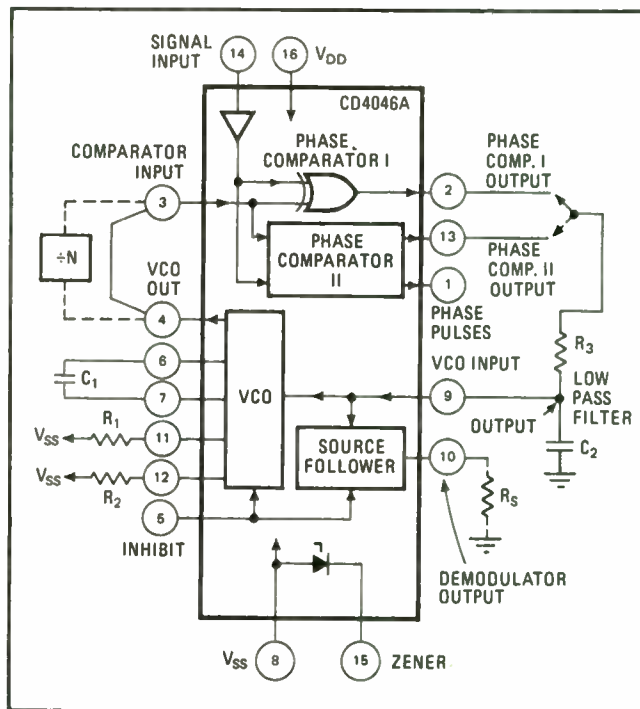 SIGNAL
INPUT
14
16
VDD
CD4046A
PHASE
COMPARATOR I
COMPARATOR
INPUT
3
2
PHASE
COMP. I
OUTPUT
÷N
PHASE
COMPARATOR
II
13
PHASE
COMP. II
OUTPUT
1
PHASE
PULSES
VCO
OUT
4
6
C1
7
VCO
VCO INPUT
9
R3
LOW
PASS
FILTER
OUTPUT
C2
VSS
R1
11
VSS
R2
12
SOURCE
FOLLOWER
10
RS
5
INHIBIT
DEMODULATOR
OUTPUT
VSS
8
15
ZENER